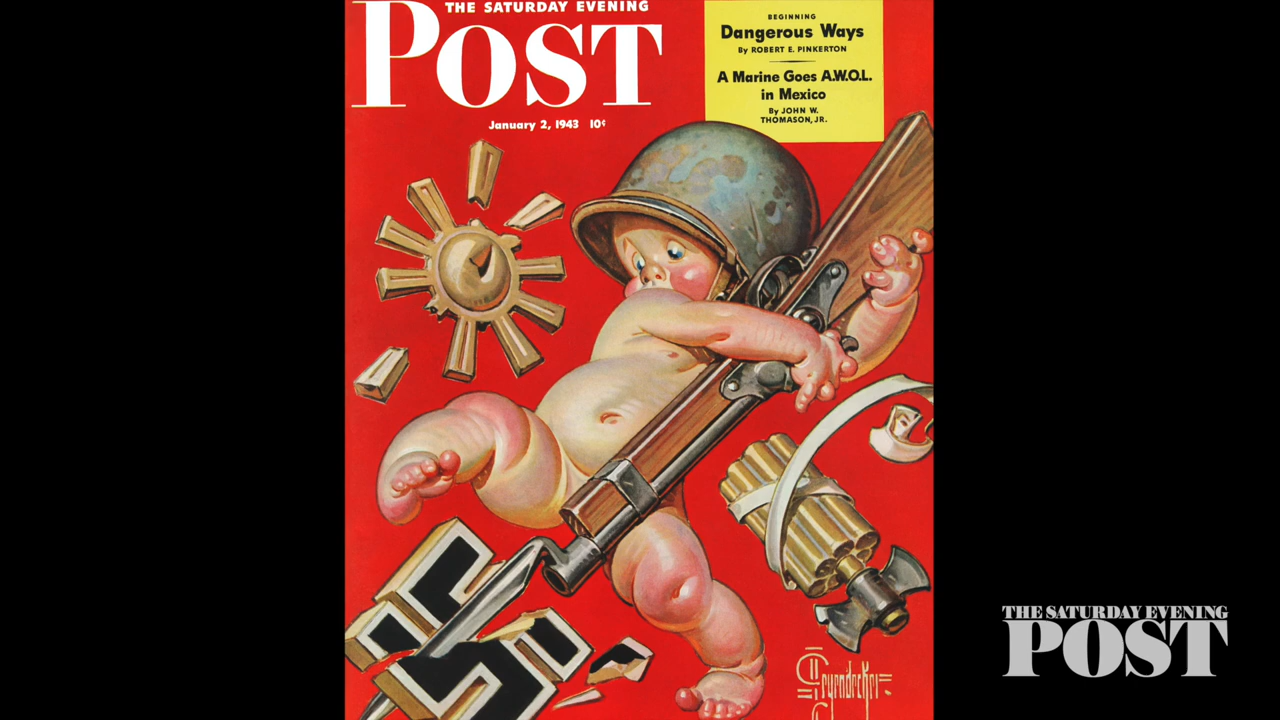 THE SATURDAY EVENING
POST
January 2, 1943 10¢
BEGINNING
Dangerous Ways
By ROBERT E. PINKERTON
A Marine Goes A.W.O.L.
in Mexico
By JOHN W.
THOMASON, JR.
JCLeyendecker
THE SATURDAY EVENING
POST